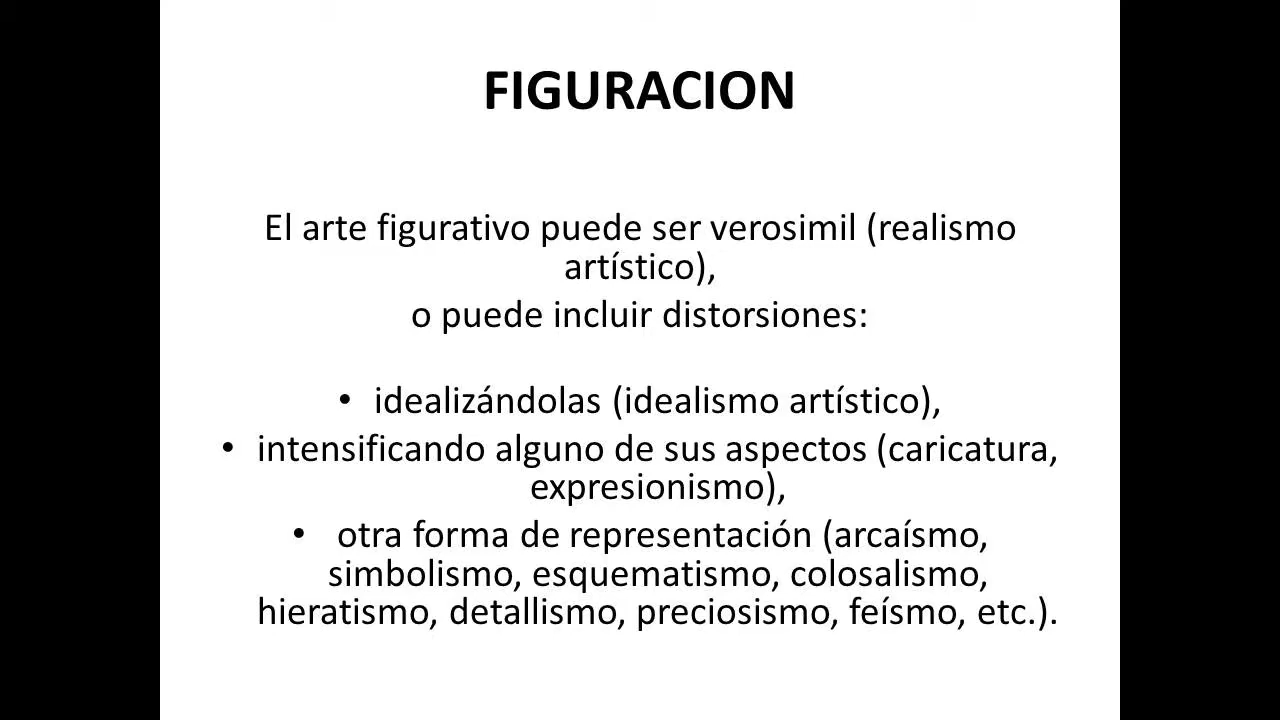 FIGURACION
El arte figurativo puede ser verosimil (realismo
artístico),
o puede incluir distorsiones:
• idealizándolas (idealismo artístico),
• intensificando alguno de sus aspectos (caricatura,
expresionismo),
• otra forma de representación (arcaísmo,
simbolismo, esquematismo, colosalismo,
hieratismo, detallismo, preciosismo, feísmo, etc.).